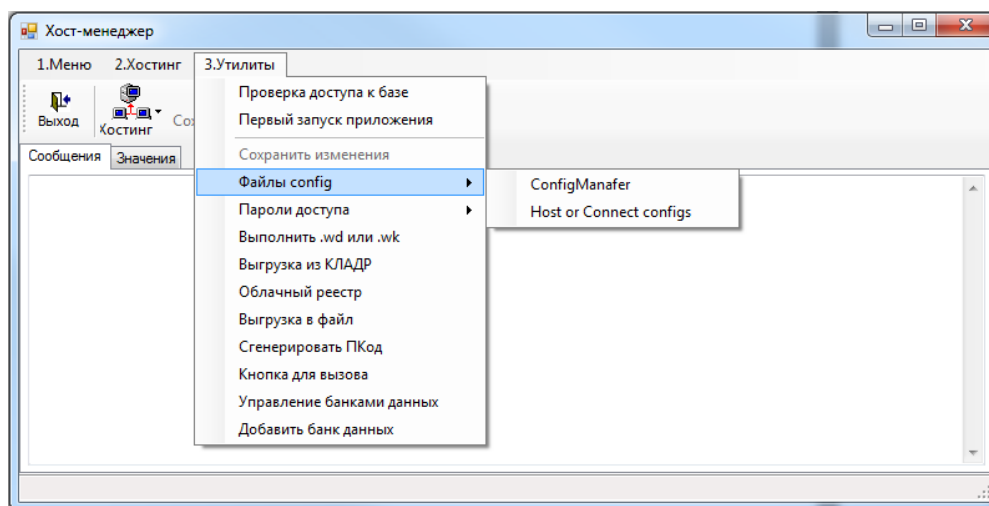 Хост-менеджер
1.Меню 2.Хостинг 3.Утилиты
Выход Хостинг
Сообщения Значения
Проверка доступа к базе
Первый запуск приложения
Сохранить изменения
Файлы config
Пароли доступа
Выполнить .wd или .wk
Выгрузка из КЛАДР
Облачный реестр
Выгрузка в файл
Сгенерировать ПКод
Кнопка для вызова
Управление банками данных
Добавить банк данных
ConfigManafer
Host or Connect configs